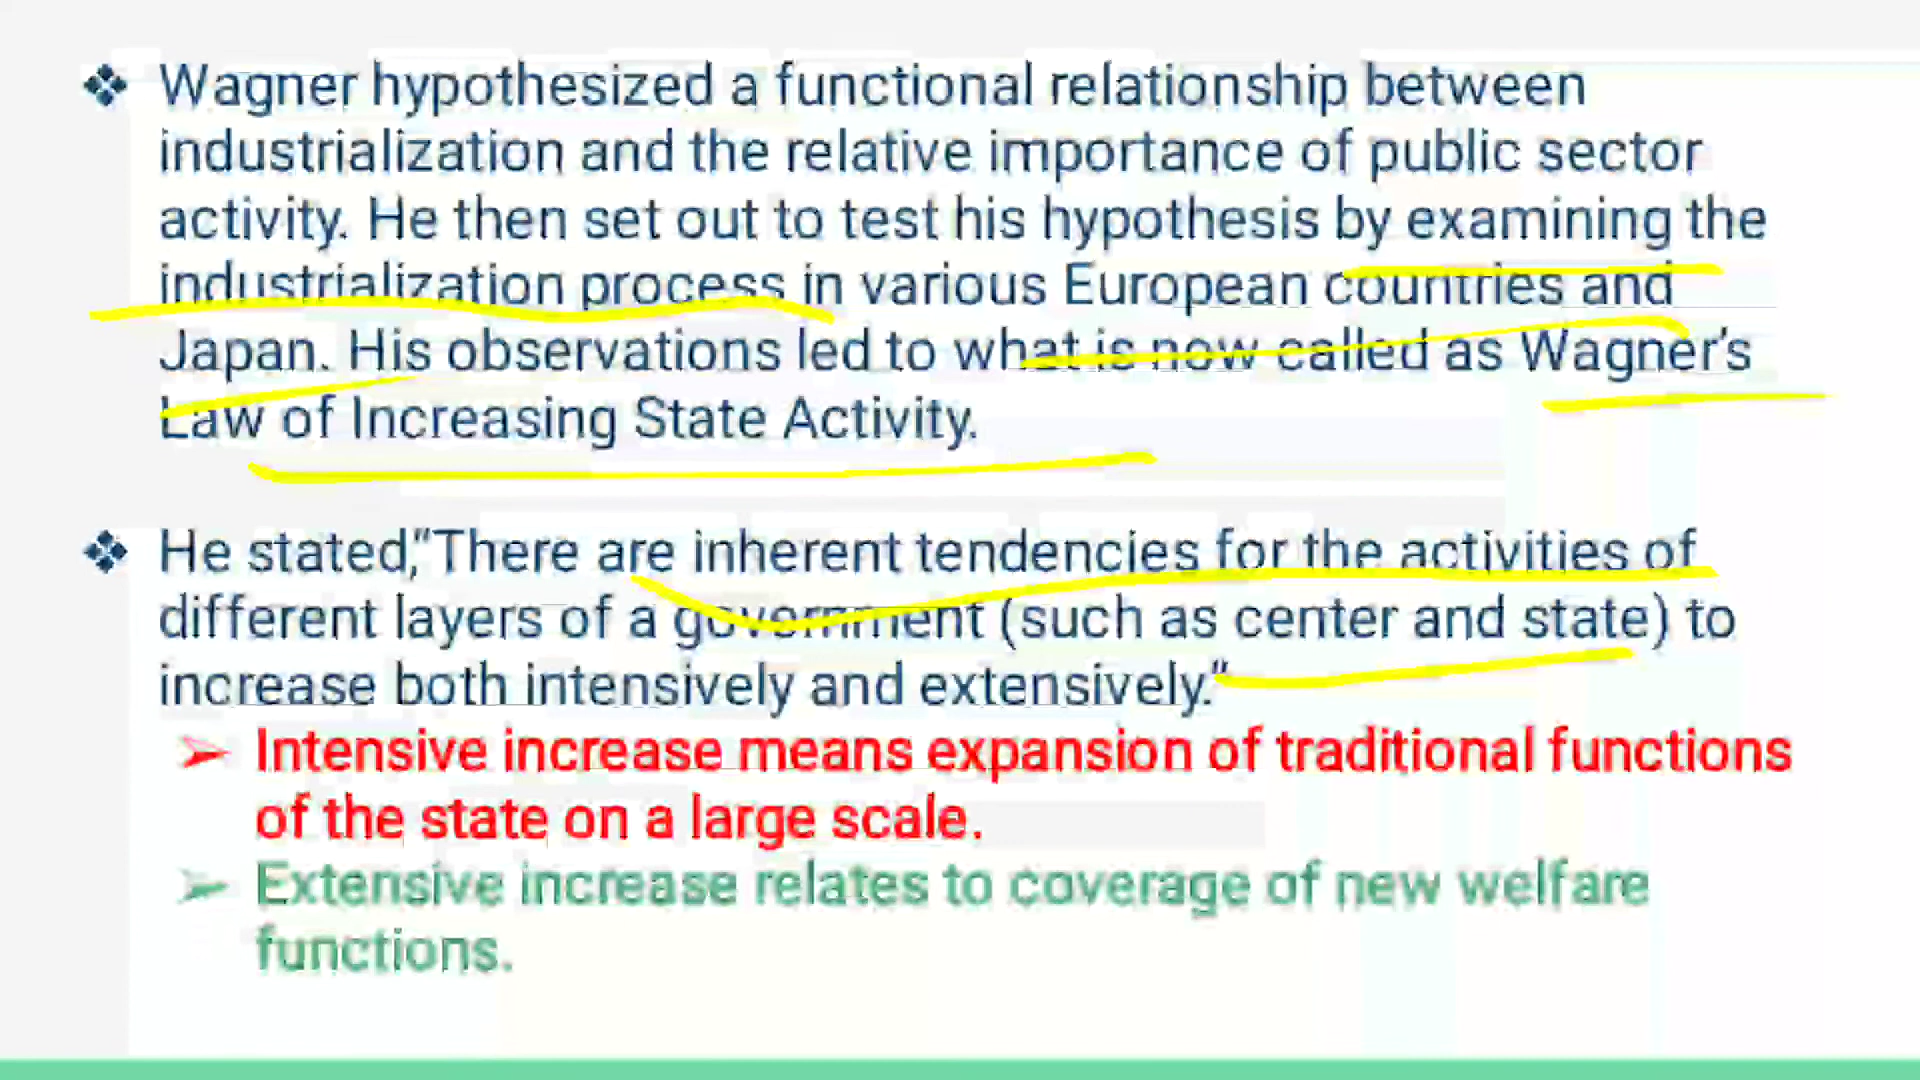 ❖ Wagner hypothesized a functional relationship between
industrialization and the relative importance of public sector
activity. He then set out to test his hypothesis by examining the
industrialization process in various European countries and
Japan. His observations led to what is now called as Wagner's
Law of Increasing State Activity.
❖ He stated,"There are inherent tendencies for the activities of
different layers of a government (such as center and state) to
increase both intensively and extensively."
➢ Intensive increase means expansion of traditional functions
of the state on a large scale.
➢ Extensive increase relates to coverage of new welfare
functions.